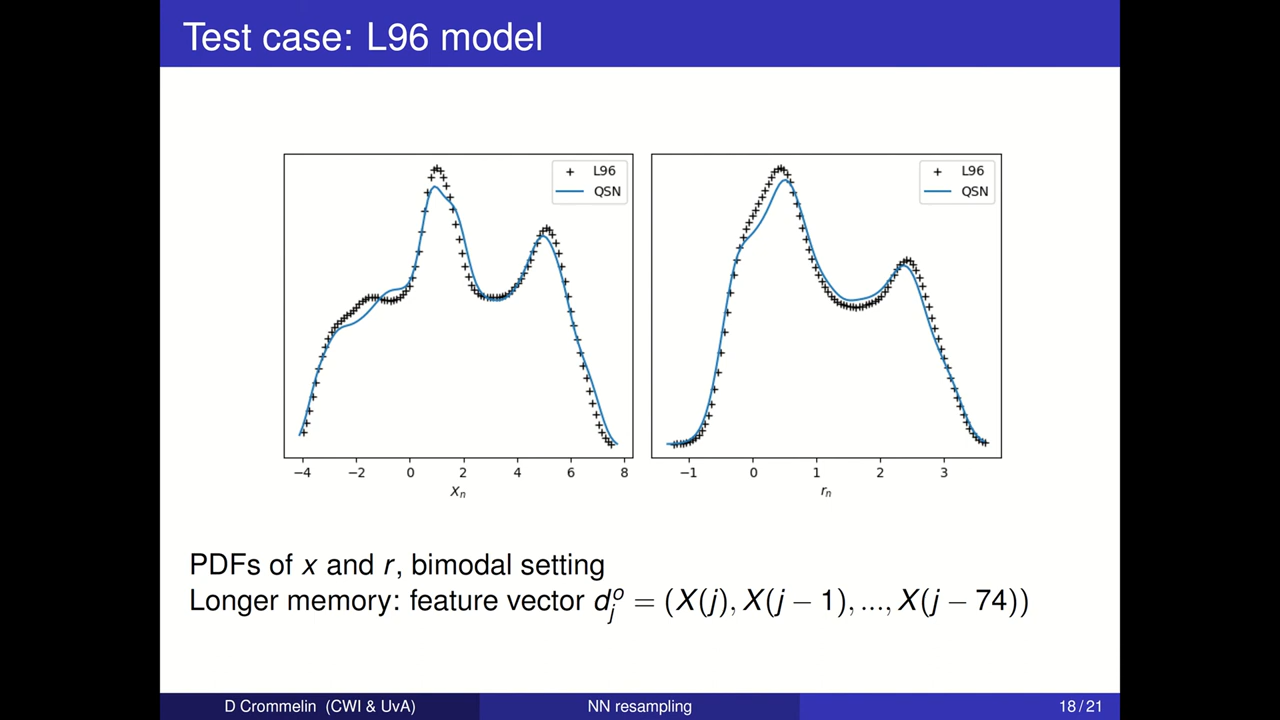 Test case: L96 model
L96
QSN
−4 −2 0 2 4 6 8
Xn
L96
QSN
−1 0 1 2 3
rn
PDFs of x and r, bimodal setting
Longer memory: feature vector d_j^o = (X(j), X(j − 1), ..., X(j − 74))
D Crommelin (CWI & UvA) NN resampling 18 / 21